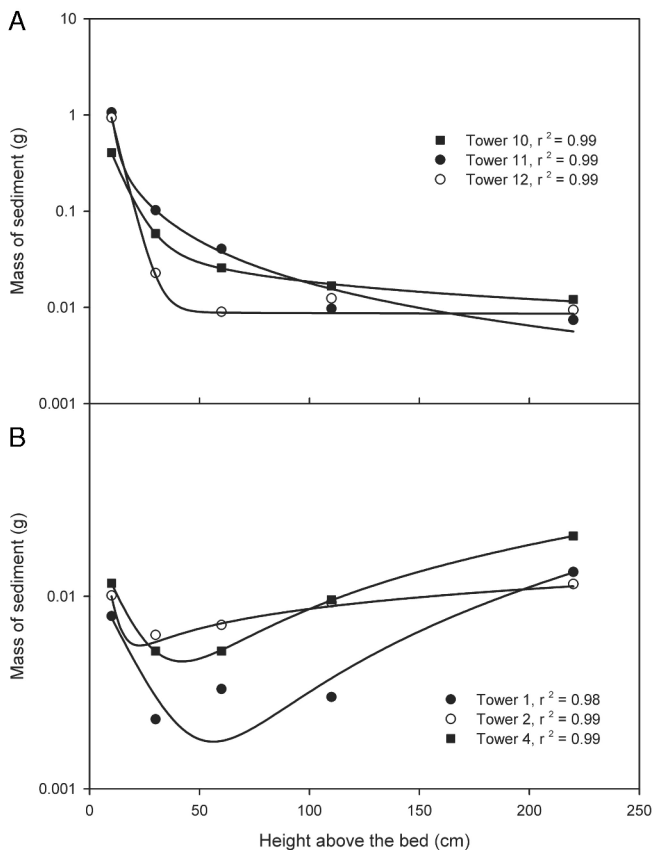 A
10
1
0.1
0.01
0.001
Mass of sediment (g)
Tower 10, r² = 0.99
Tower 11, r² = 0.99
Tower 12, r² = 0.99
B
0.01
0.001
Mass of sediment (g)
Tower 1, r² = 0.98
Tower 2, r² = 0.99
Tower 4, r² = 0.99
0 50 100 150 200 250
Height above the bed (cm)